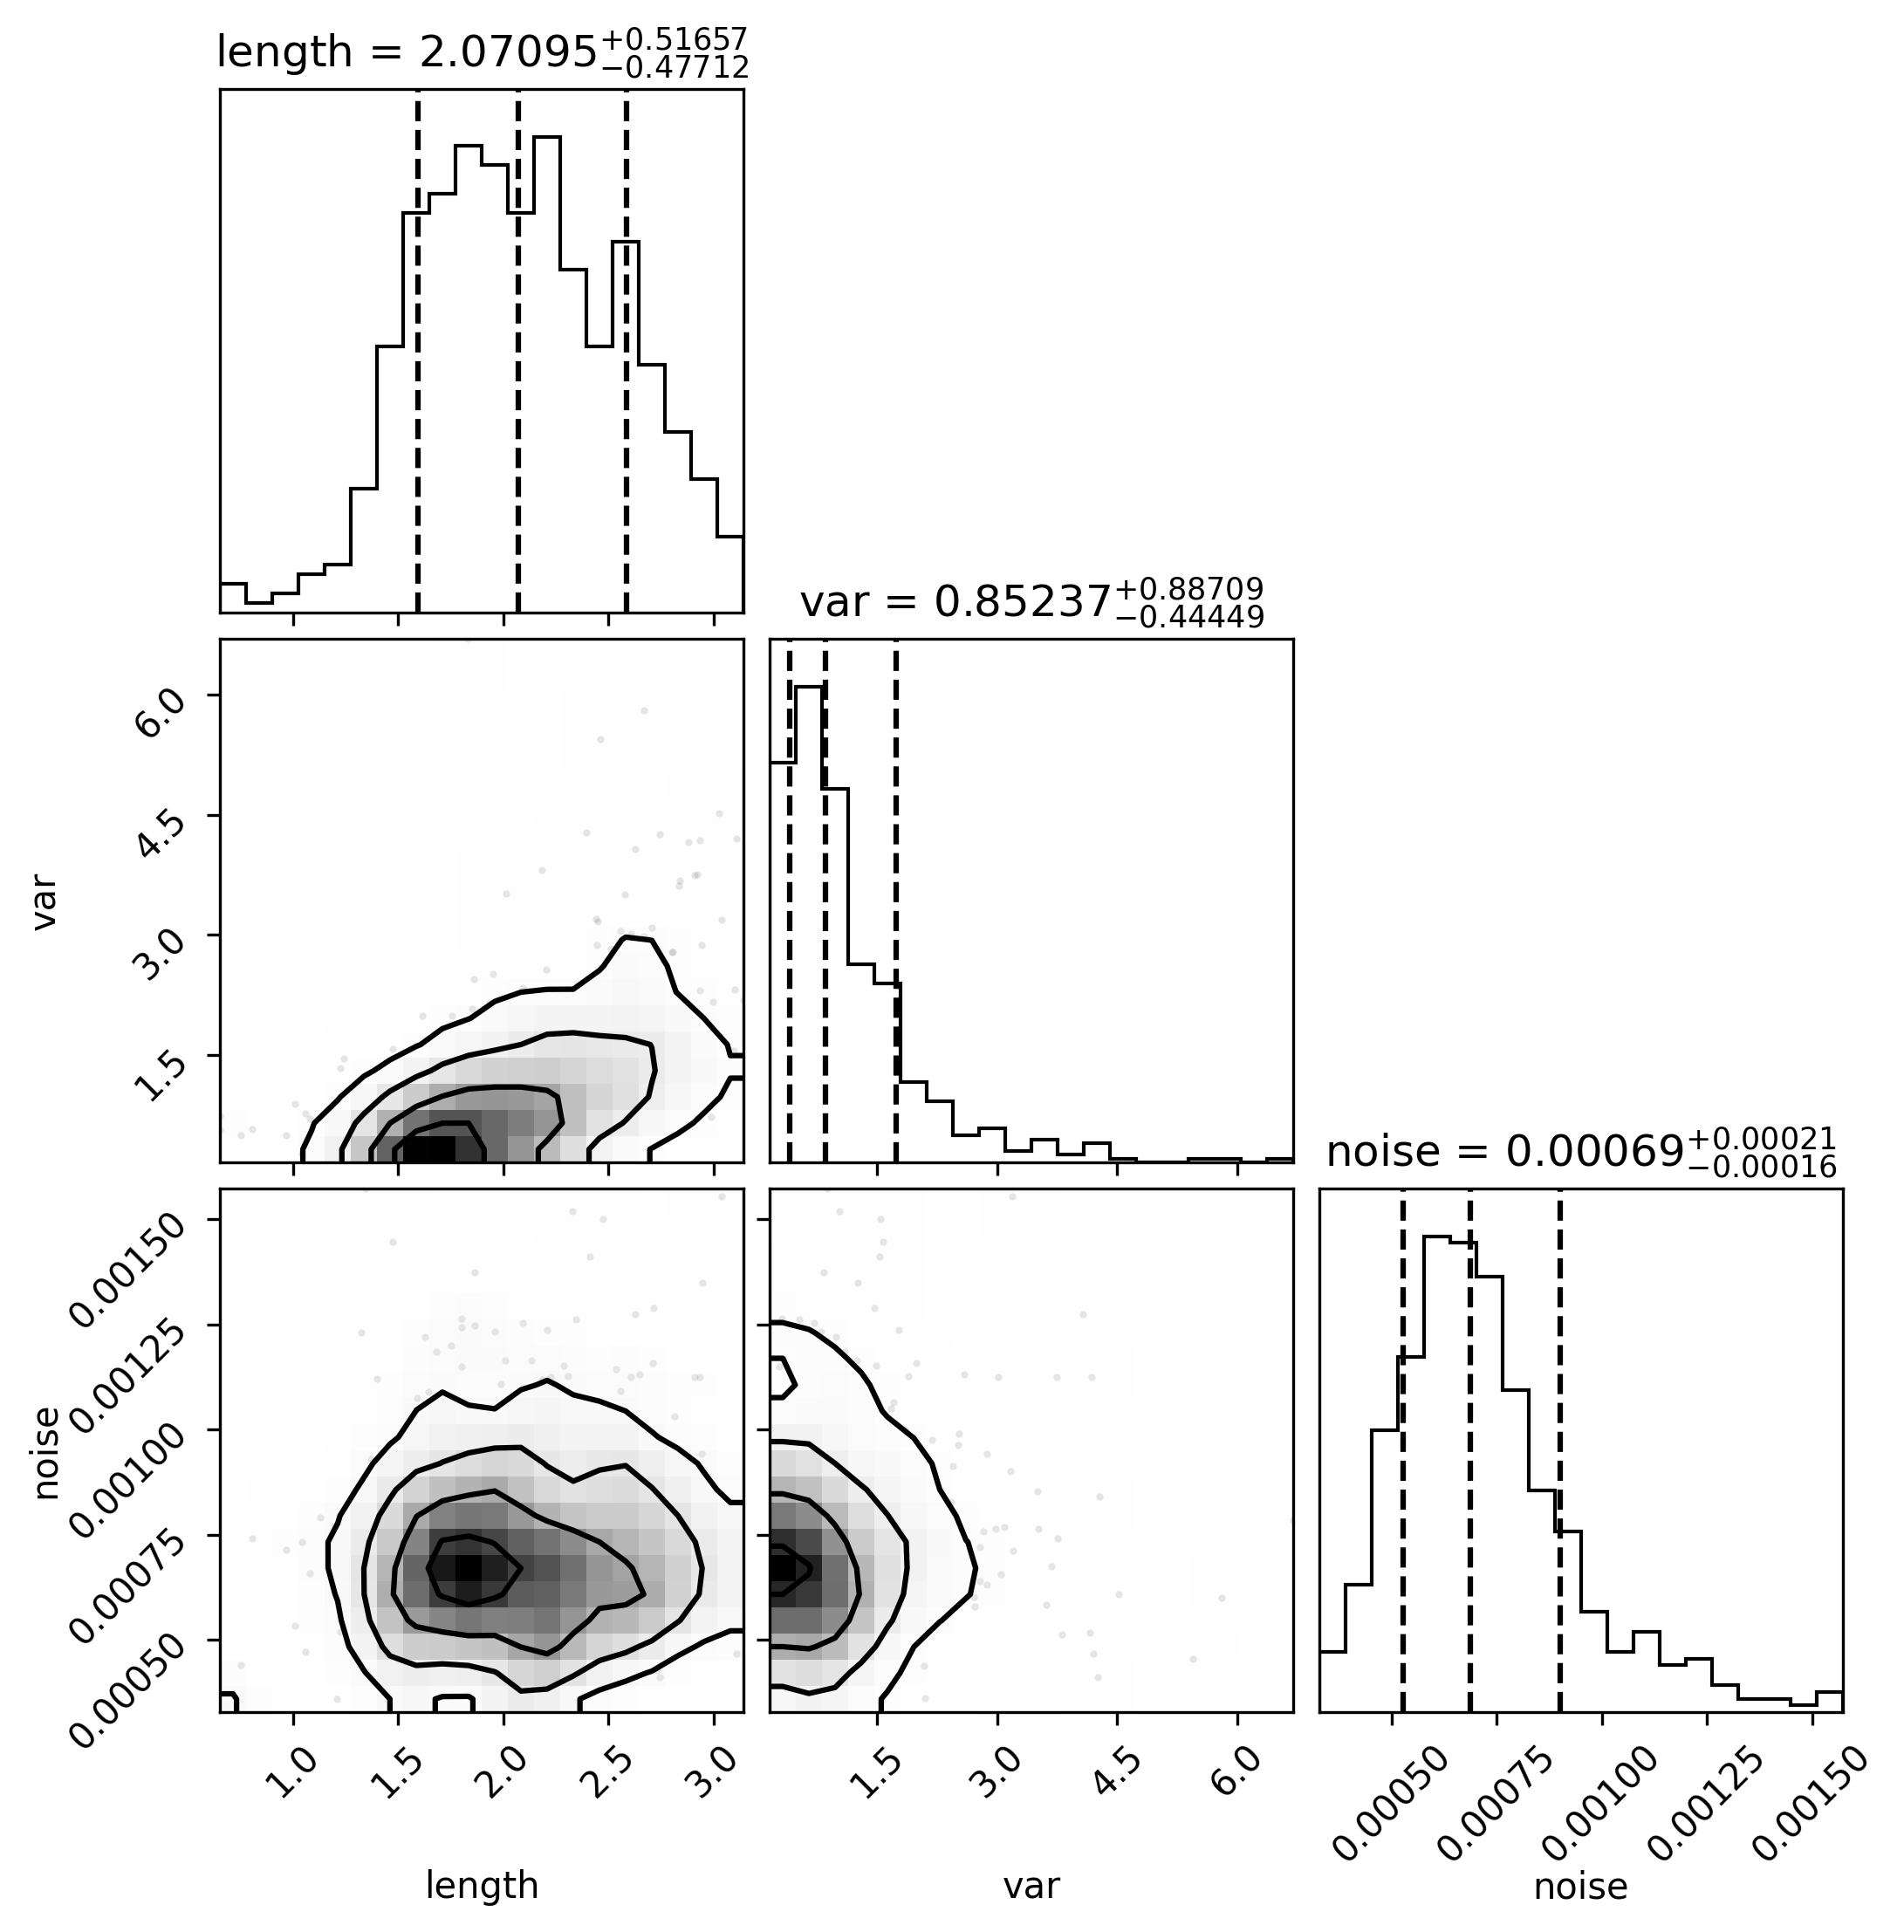 length = 2.07095+0.51657−0.47712
var = 0.85237+0.88709−0.44449
6.0
4.5
3.0
1.5
var
noise = 0.00069+0.00021−0.00016
0.00150
0.00125
0.00100
0.00075
0.00050
noise
1.0 1.5 2.0 2.5 3.0
length
1.5 3.0 4.5 6.0
var
0.00050 0.00075 0.00100 0.00125 0.00150
noise